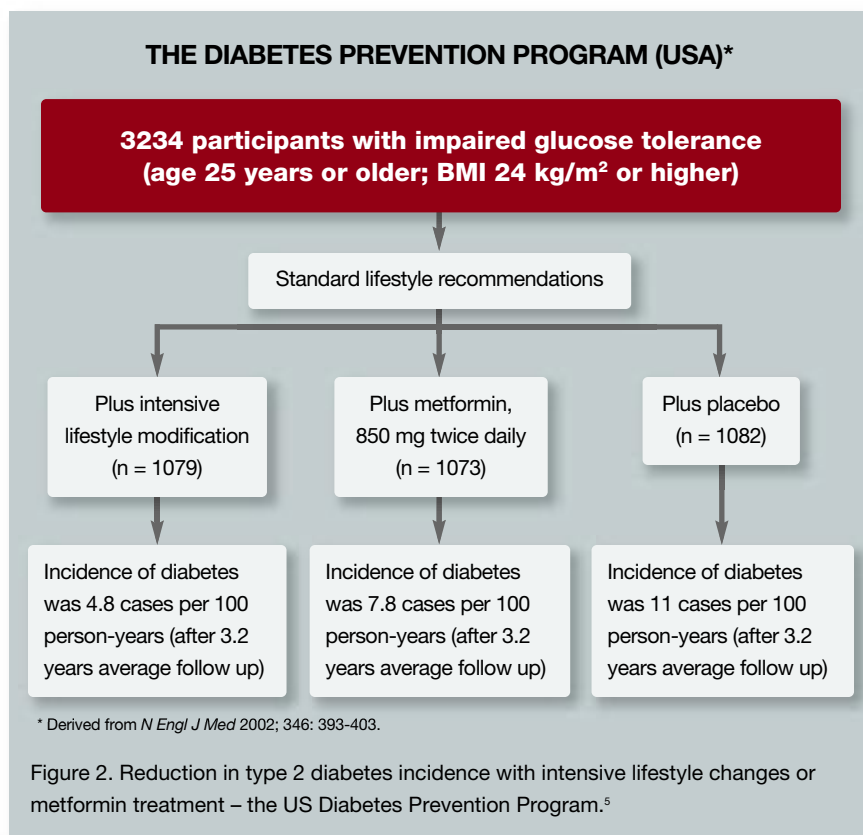 THE DIABETES PREVENTION PROGRAM (USA)*
3234 participants with impaired glucose tolerance
(age 25 years or older; BMI 24 kg/m² or higher)
Standard lifestyle recommendations
Plus intensive
lifestyle modification
(n = 1079)
Plus metformin,
850 mg twice daily
(n = 1073)
Plus placebo
(n = 1082)
Incidence of diabetes
was 4.8 cases per 100
person-years (after 3.2
years average follow up)
Incidence of diabetes
was 7.8 cases per 100
person-years (after 3.2
years average follow up)
Incidence of diabetes
was 11 cases per 100
person-years (after 3.2
years average follow up)
* Derived from N Engl J Med 2002; 346: 393-403.
Figure 2. Reduction in type 2 diabetes incidence with intensive lifestyle changes or
metformin treatment – the US Diabetes Prevention Program.⁵